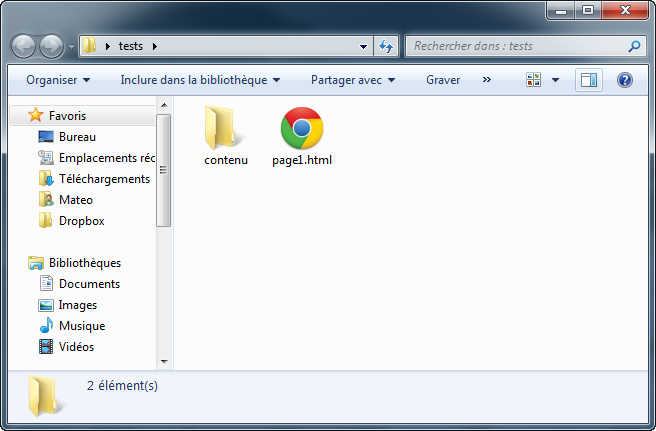 tests
Rechercher dans : tests
Organiser
Inclure dans la bibliothèque
Partager avec
Graver
»
Favoris
Bureau
Emplacements réc
Téléchargements
Mateo
Dropbox
Bibliothèques
Documents
Images
Musique
Vidéos
contenu
page1.html
2 élément(s)